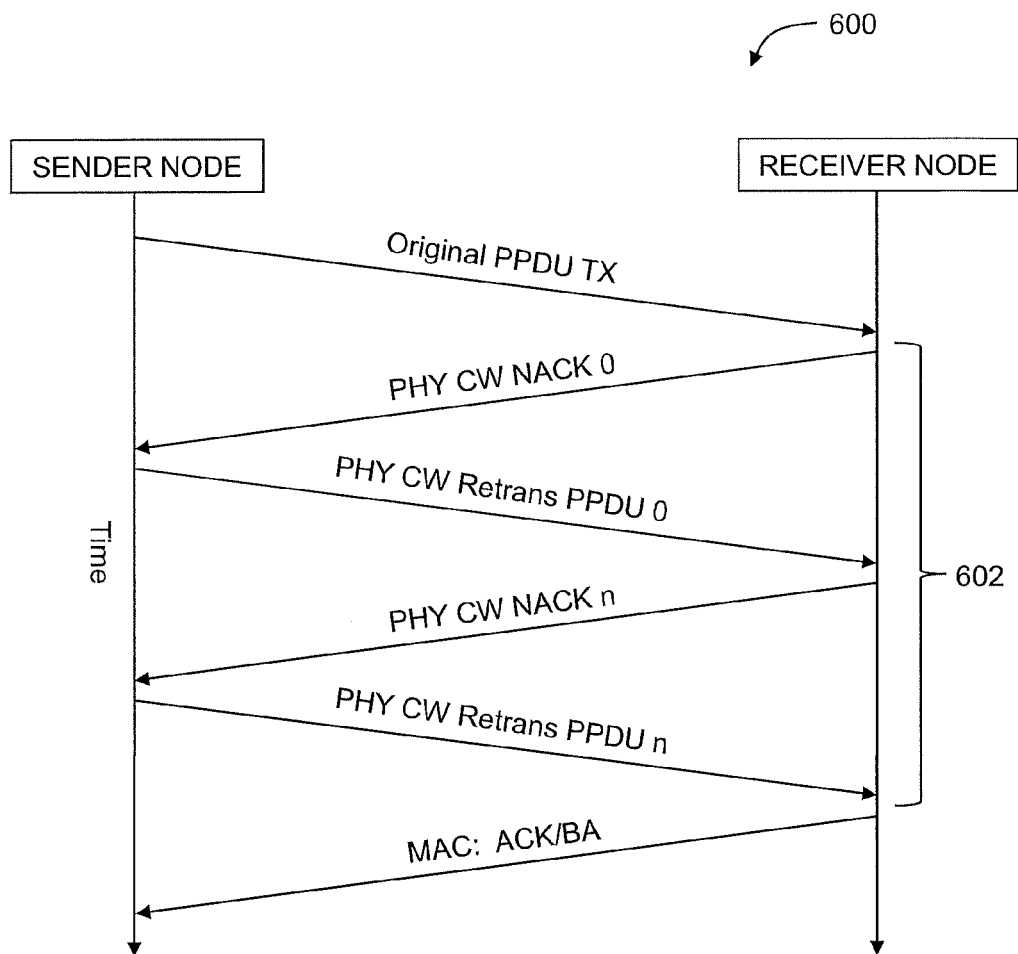 600
SENDER NODE
RECEIVER NODE
Original PPDU TX
PHY CW NACK 0
PHY CW Retrans PPDU 0
Time
602
PHY CW NACK n
PHY CW Retrans PPDU n
MAC: ACK/BA